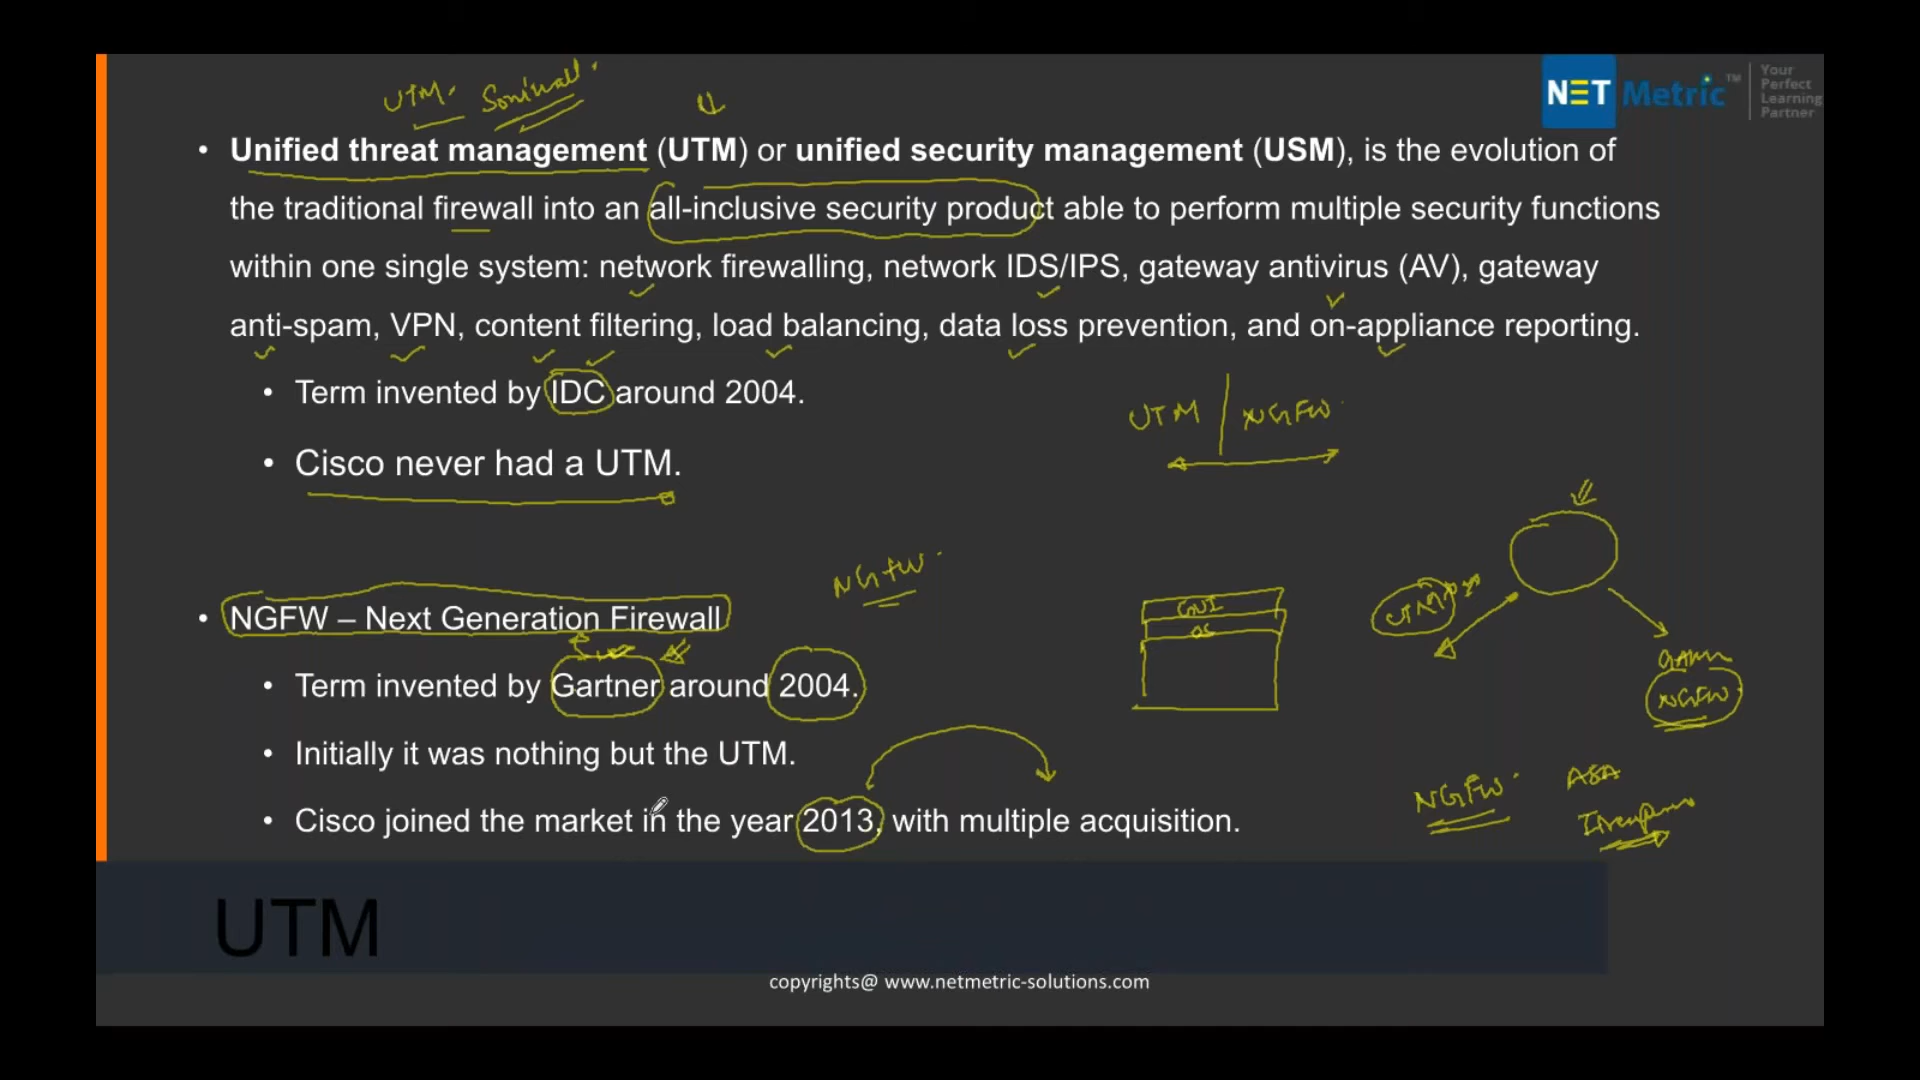 UTM.
NET Metric™ Your Perfect Learning Partner
• Unified threat management (UTM) or unified security management (USM), is the evolution of
the traditional firewall into an all-inclusive security product able to perform multiple security functions
within one single system: network firewalling, network IDS/IPS, gateway antivirus (AV), gateway
anti-spam, VPN, content filtering, load balancing, data loss prevention, and on-appliance reporting.
• Term invented by IDC around 2004.
UTM | NGFW
• Cisco never had a UTM.
NGFW
• NGFW – Next Generation Firewall
GUI
OS
UTM
• Term invented by Gartner around 2004.
NGFW
• Initially it was nothing but the UTM.
NGFW ASA
• Cisco joined the market in the year 2013, with multiple acquisition.
UTM
copyrights@ www.netmetric-solutions.com